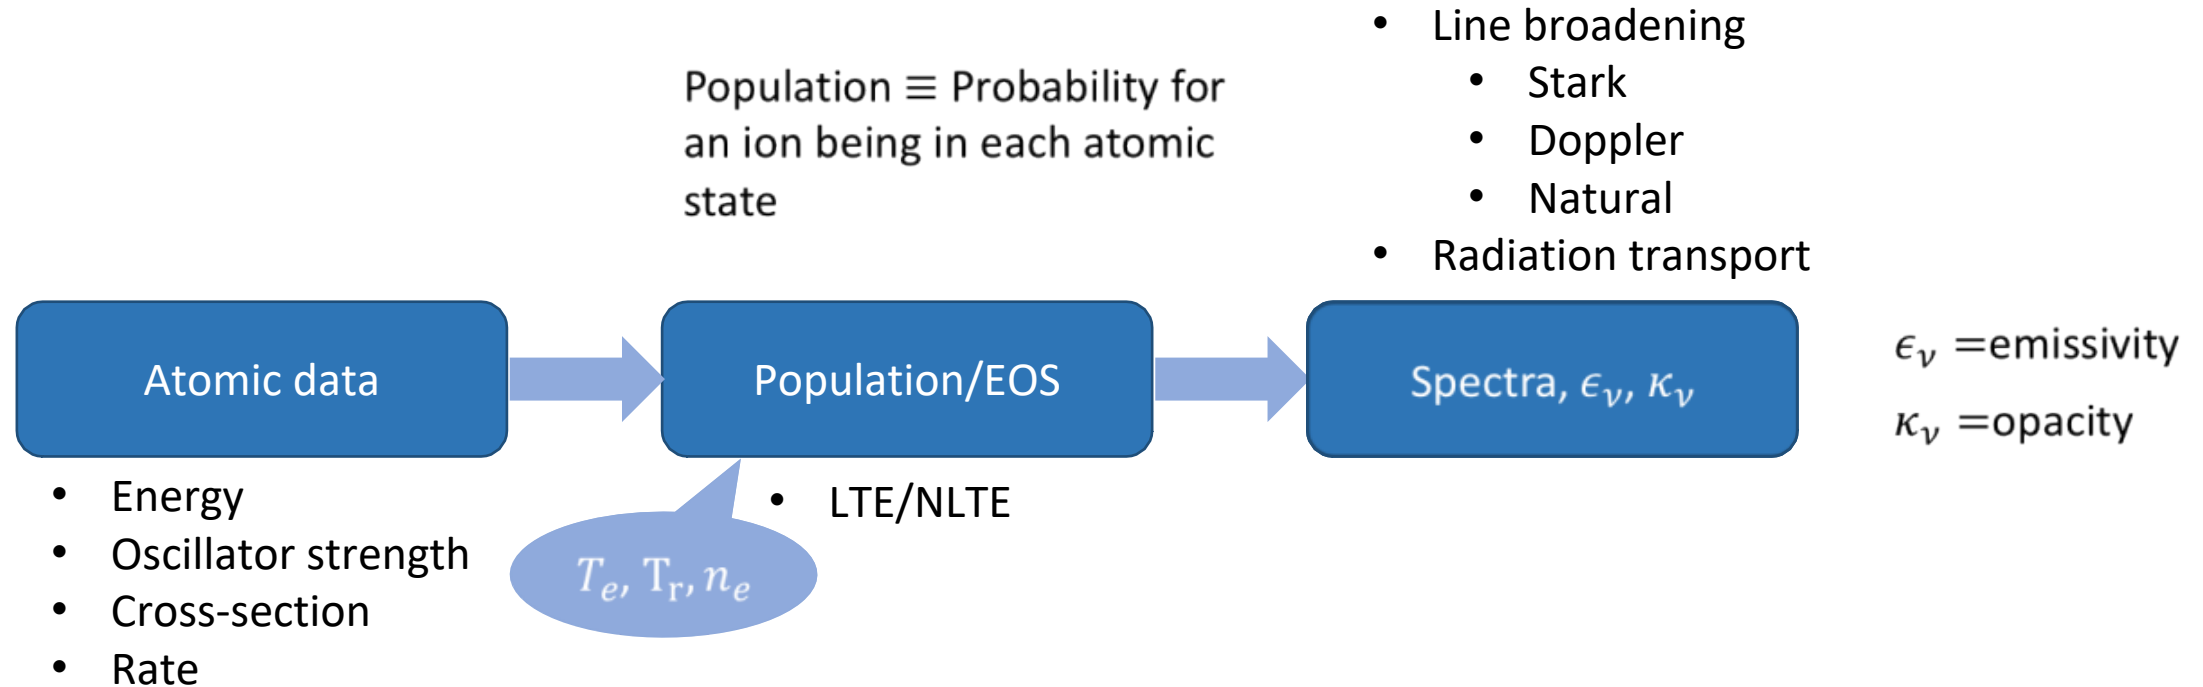 • Line broadening
• Stark
• Doppler
• Natural
• Radiation transport
Population ≡ Probability for
an ion being in each atomic
state
Atomic data
Population/EOS
Spectra, ϵ_ν, κ_ν
ϵ_ν =emissivity
κ_ν =opacity
• Energy
• Oscillator strength
• Cross-section
• Rate
T_e, T_r, n_e
• LTE/NLTE